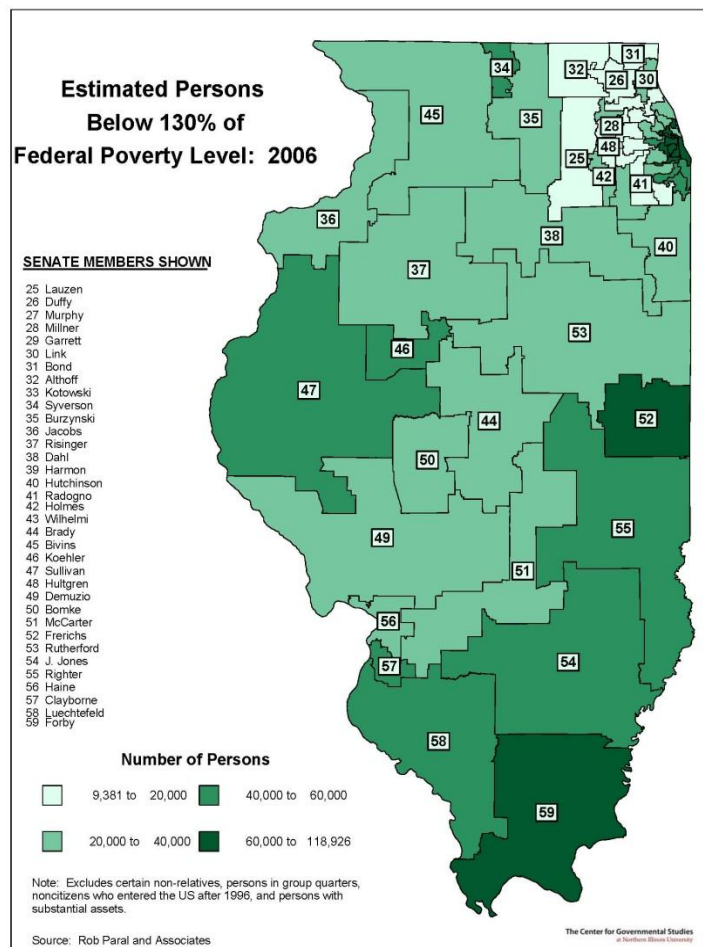 Estimated Persons
Below 130% of
Federal Poverty Level: 2006
SENATE MEMBERS SHOWN
25 Lauzen
26 Duffy
27 Murphy
28 Millner
29 Garrett
30 Link
31 Bond
32 Althoff
33 Kotowski
34 Syverson
35 Burzynski
36 Jacobs
37 Risinger
38 Dahl
39 Harmon
40 Hutchinson
41 Radogno
42 Holmes
43 Wilhelmi
44 Brady
45 Bivins
46 Koehler
47 Sullivan
48 Hultgren
49 Demuzio
50 Bomke
51 McCarter
52 Frerichs
53 Rutherford
54 J. Jones
55 Righter
56 Haine
57 Clayborne
58 Luechtefeld
59 Forby
31
34
32
26
30
45
35
28
48
25
42
41
36
38
40
37
53
46
47
52
44
50
55
49
51
56
57
54
58
59
Number of Persons
9,381 to 20,000
40,000 to 60,000
20,000 to 40,000
60,000 to 118,926
Note: Excludes certain non-relatives, persons in group quarters,
noncitizens who entered the US after 1996, and persons with
substantial assets.
Source: Rob Paral and Associates
The Center for Governmental Studies
at Northern Illinois University